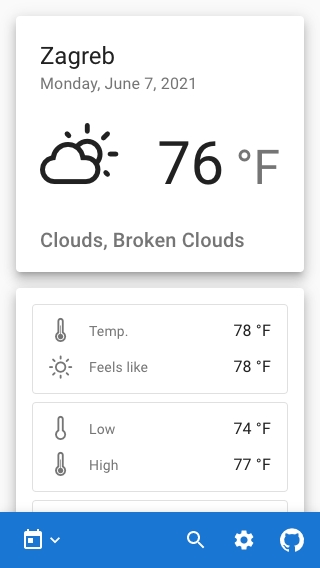 Zagreb
Monday, June 7, 2021
76 °F
Clouds, Broken Clouds
Temp. 78 °F
Feels like 78 °F
Low 74 °F
High 77 °F